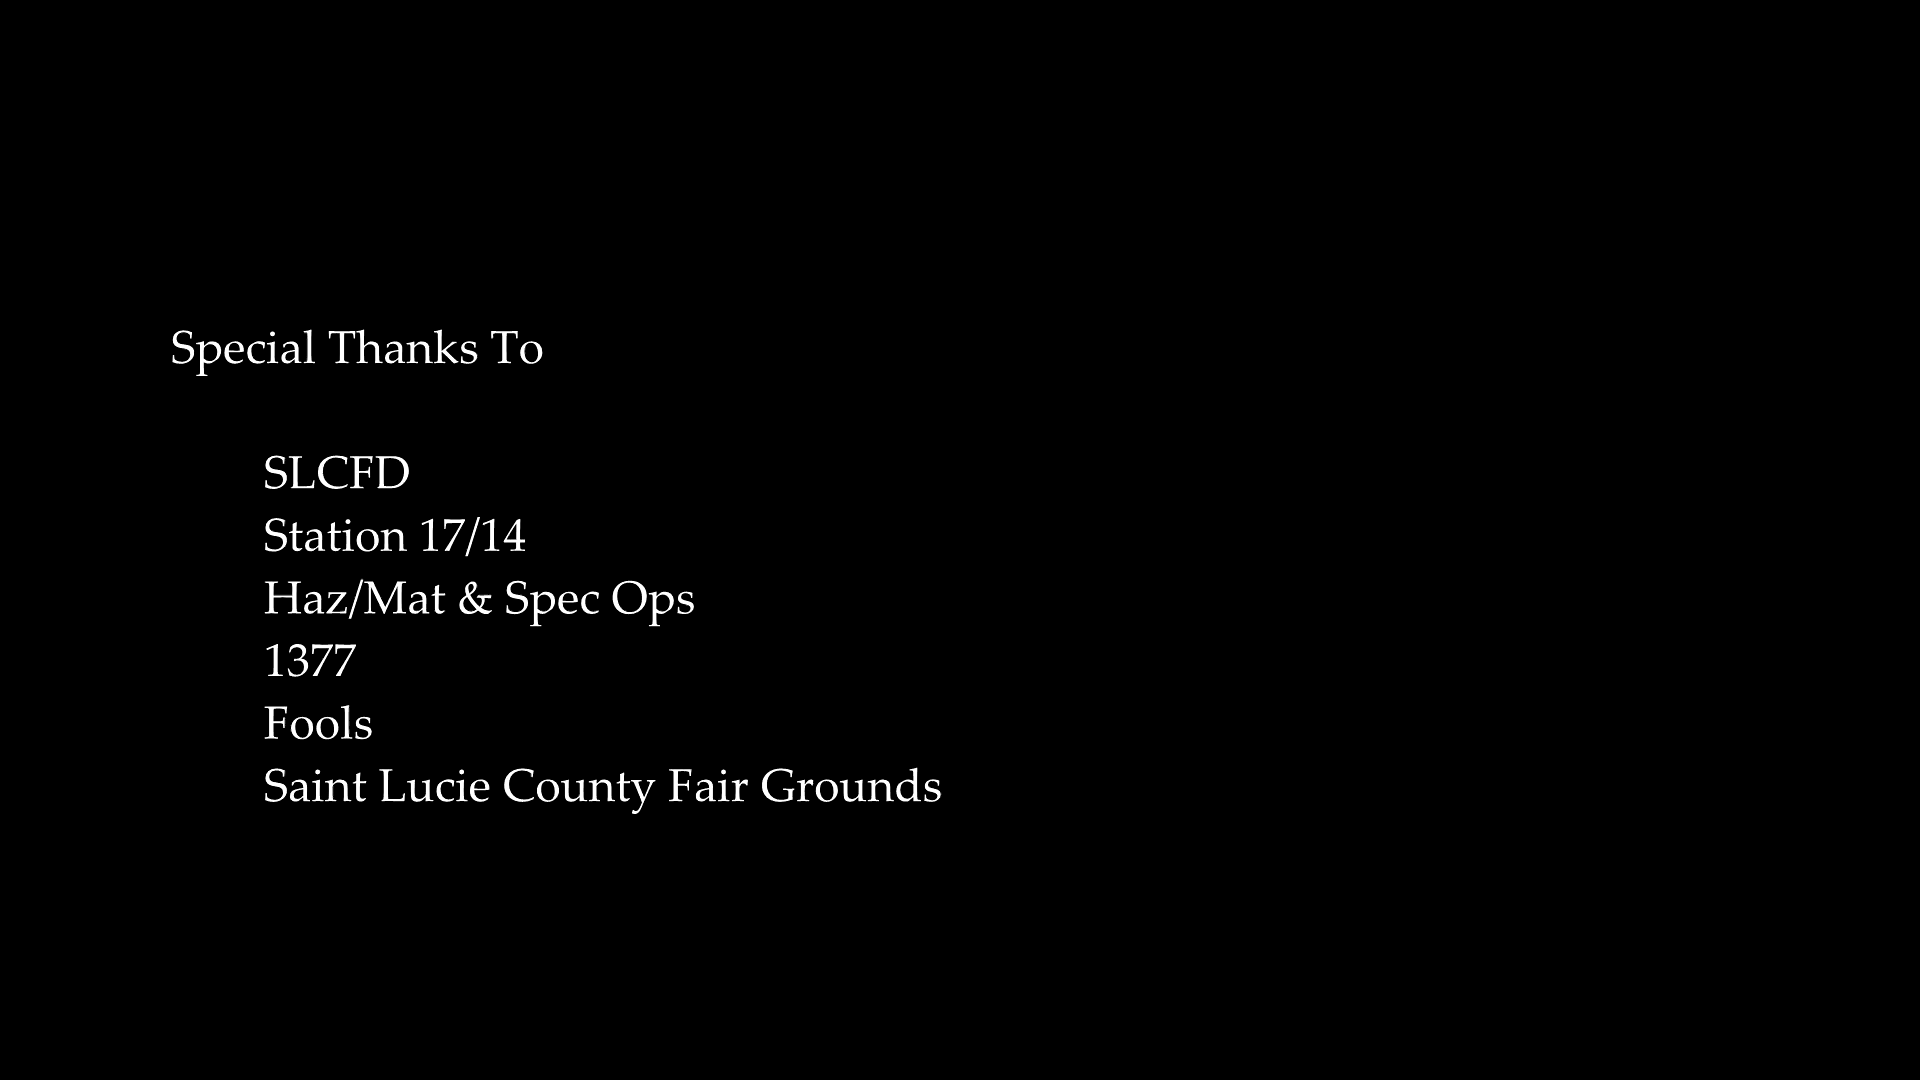 Special Thanks To
SLCFD
Station 17/14
Haz/Mat & Spec Ops
1377
Fools
Saint Lucie County Fair Grounds